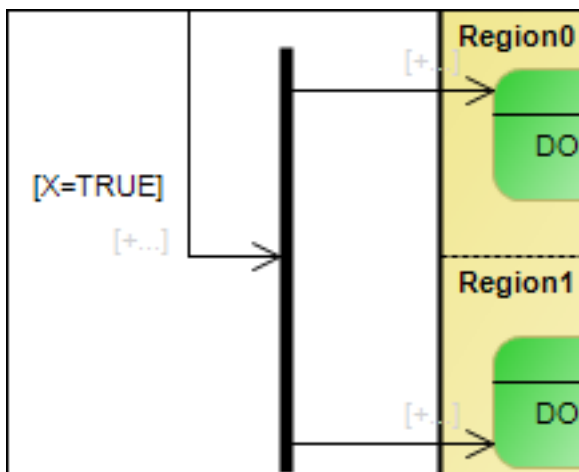 Region0
[+...]
DO
[X=TRUE]
[+...]
Region1
[+...]
DO